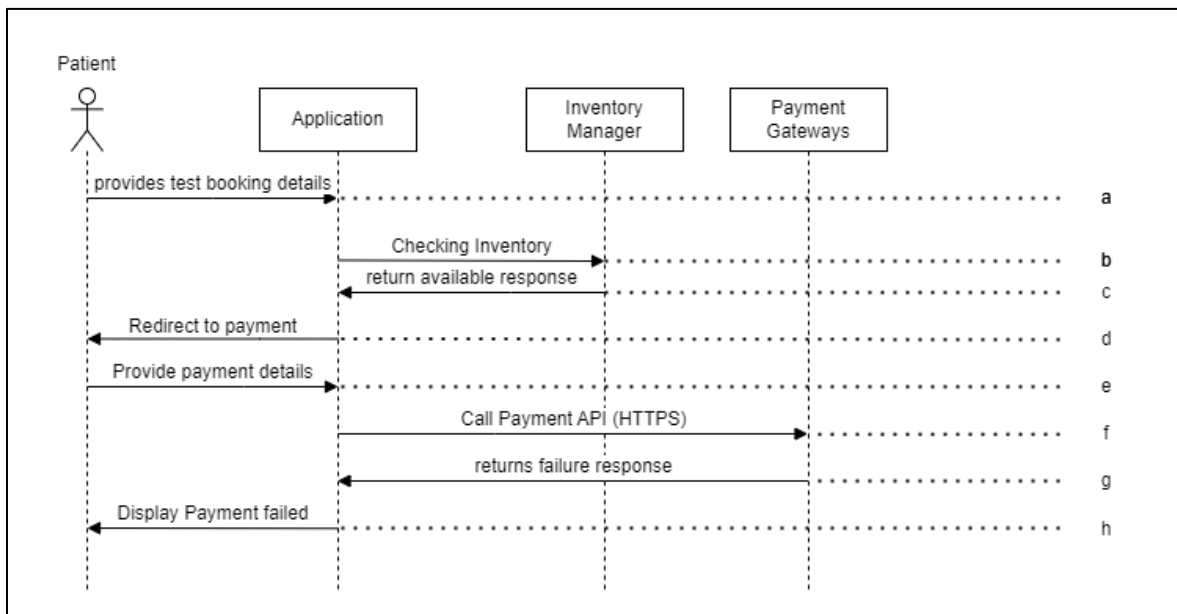 Patient
Application
Inventory
Manager
Payment
Gateways
provides test booking details
a
Checking Inventory
b
return available response
c
Redirect to payment
d
Provide payment details
e
Call Payment API (HTTPS)
f
returns failure response
g
Display Payment failed
h